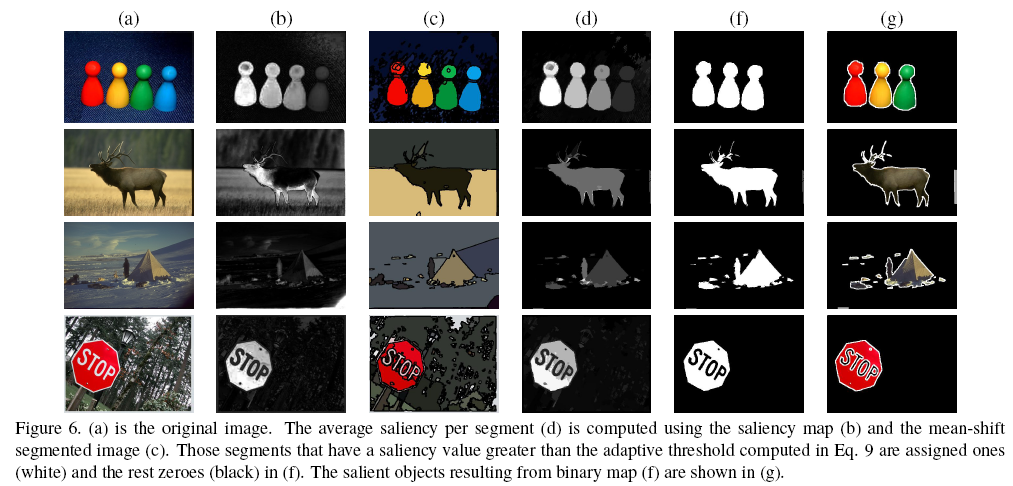 (a) (b) (c) (d) (f) (g)
STOP STOP STOP STOP STOP STOP
Figure 6. (a) is the original image. The average saliency per segment (d) is computed using the saliency map (b) and the mean-shift
segmented image (c). Those segments that have a saliency value greater than the adaptive threshold computed in Eq. 9 are assigned ones
(white) and the rest zeroes (black) in (f). The salient objects resulting from binary map (f) are shown in (g).